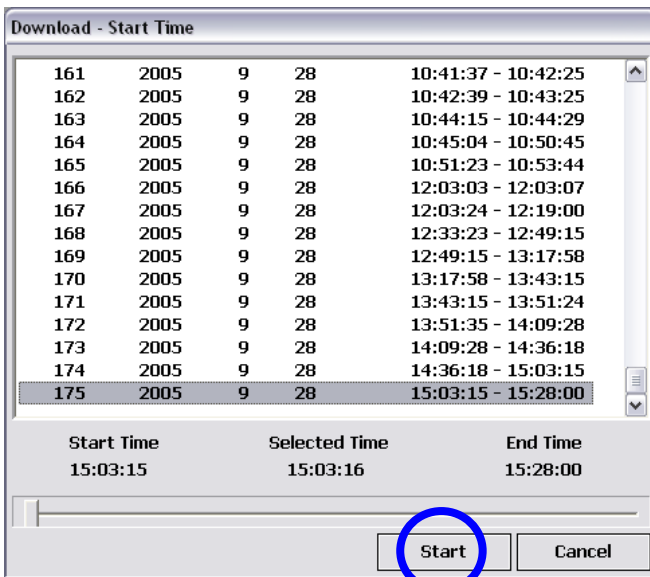 Download - Start Time
161 2005 9 28 10:41:37 - 10:42:25
162 2005 9 28 10:42:39 - 10:43:25
163 2005 9 28 10:44:15 - 10:44:29
164 2005 9 28 10:45:04 - 10:50:45
165 2005 9 28 10:51:23 - 10:53:44
166 2005 9 28 12:03:03 - 12:03:07
167 2005 9 28 12:03:24 - 12:19:00
168 2005 9 28 12:33:23 - 12:49:15
169 2005 9 28 12:49:15 - 13:17:58
170 2005 9 28 13:17:58 - 13:43:15
171 2005 9 28 13:43:15 - 13:51:24
172 2005 9 28 13:51:35 - 14:09:28
173 2005 9 28 14:09:28 - 14:36:18
174 2005 9 28 14:36:18 - 15:03:15
175 2005 9 28 15:03:15 - 15:28:00
Start Time Selected Time End Time
15:03:15 15:03:16 15:28:00
Start Cancel